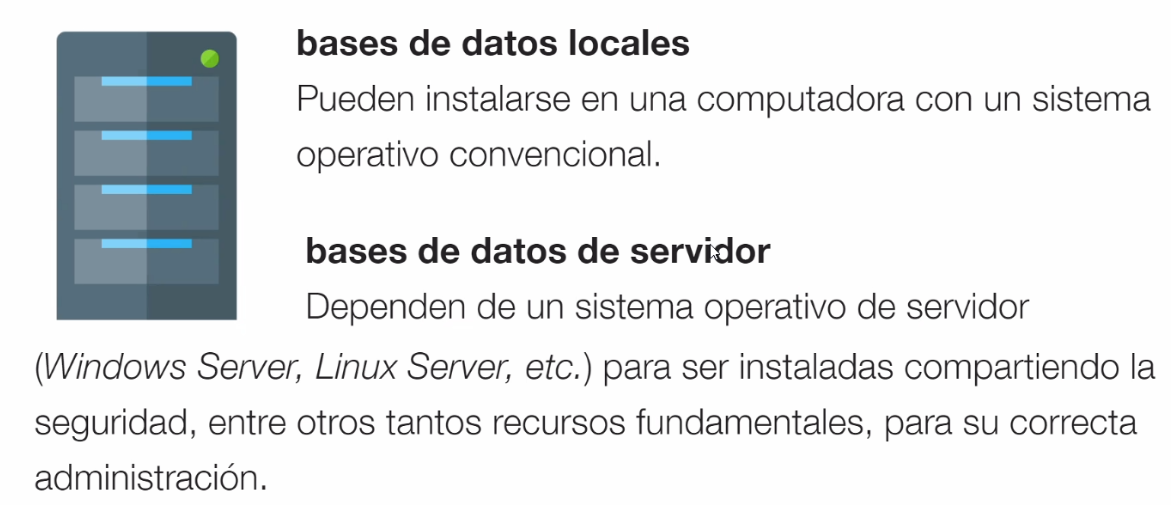 bases de datos locales
Pueden instalarse en una computadora con un sistema
operativo convencional.
bases de datos de servidor
Dependen de un sistema operativo de servidor
(Windows Server, Linux Server, etc.) para ser instaladas compartiendo la
seguridad, entre otros tantos recursos fundamentales, para su correcta
administración.